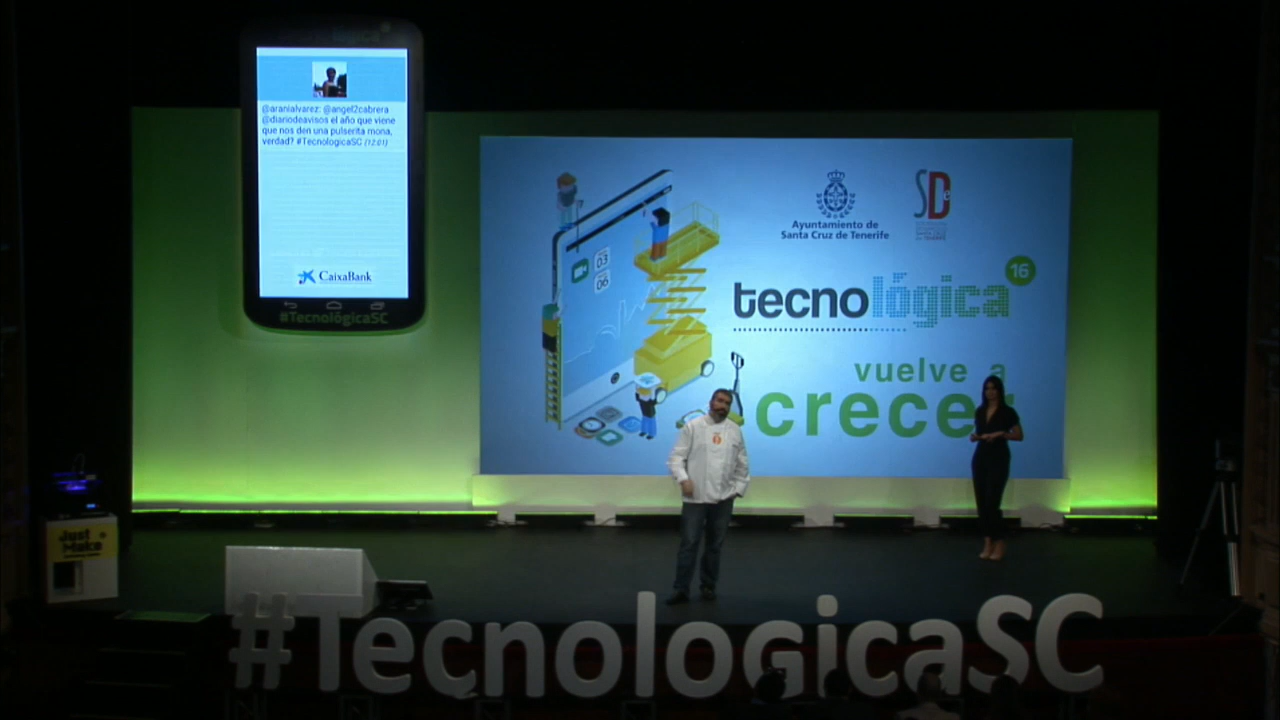 @aranialvarez: @angel2cabrera
@diariodeavisos el año que viene
que nos den una pulserita mona,
verdad? #TecnologicaSC (12:01)
CaixaBank
#TecnológicaSC
Ayuntamiento de
Santa Cruz de Tenerife
SDe
03
06
tecnológica 16
vuelve a
crecer
Just
Make
#TecnologicaSC